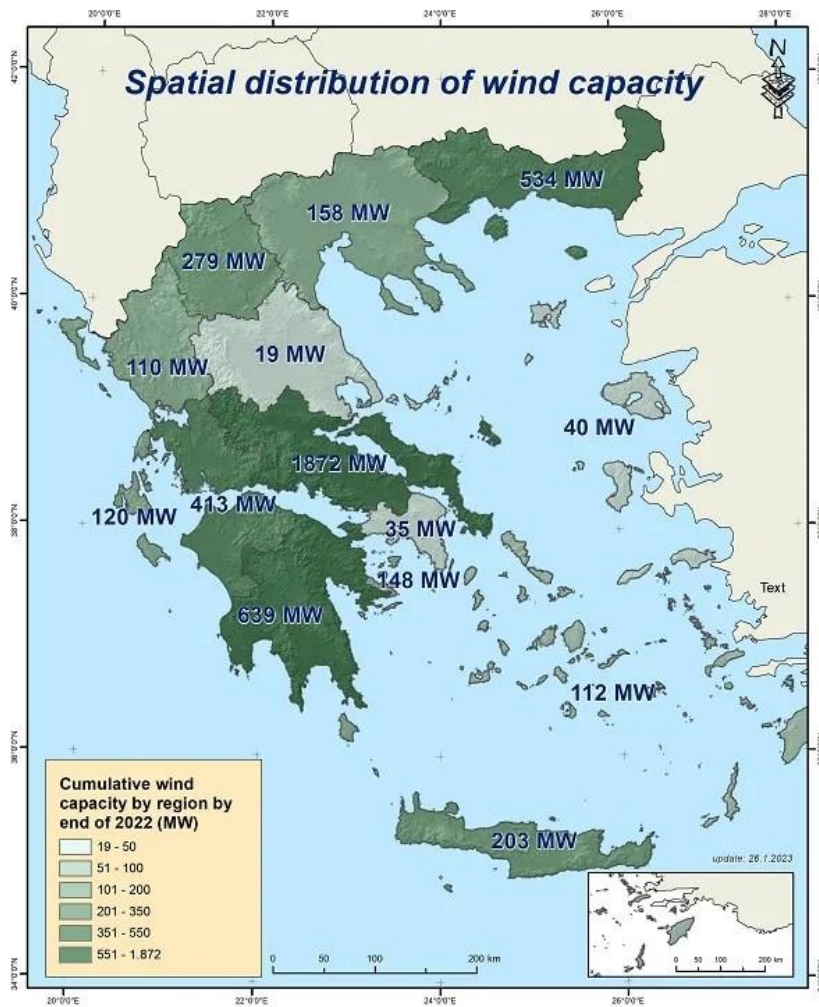 20°0'0"E 22°0'0"E 24°0'0"E 26°0'0"E 28°0'0"E
Spatial distribution of wind capacity
N
42°0'0"N
534 MW
158 MW
279 MW
40°0'0"N
19 MW
110 MW
40 MW
1872 MW
413 MW
120 MW
38°0'0"N
35 MW
148 MW
Text
639 MW
112 MW
36°0'0"N
Cumulative wind
capacity by region by
end of 2022 (MW)
19 - 50
51 - 100
101 - 200
201 - 350
351 - 550
551 - 1.872
203 MW
update: 26.1.2023
0 50 100 200 km
0 50 100 200 km
34°0'0"N
20°0'0"E 22°0'0"E 24°0'0"E 26°0'0"E